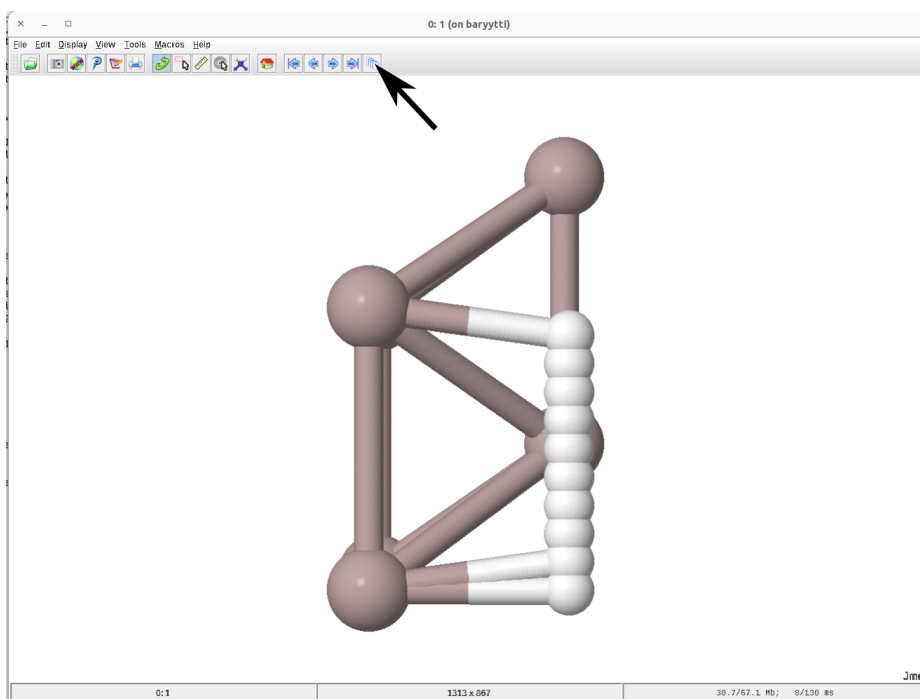 0: 1 (on baryytti)
File Edit Display View Tools Macros Help
0:1
1313 x 867
30.7/67.1 Mb; 0/130 ms